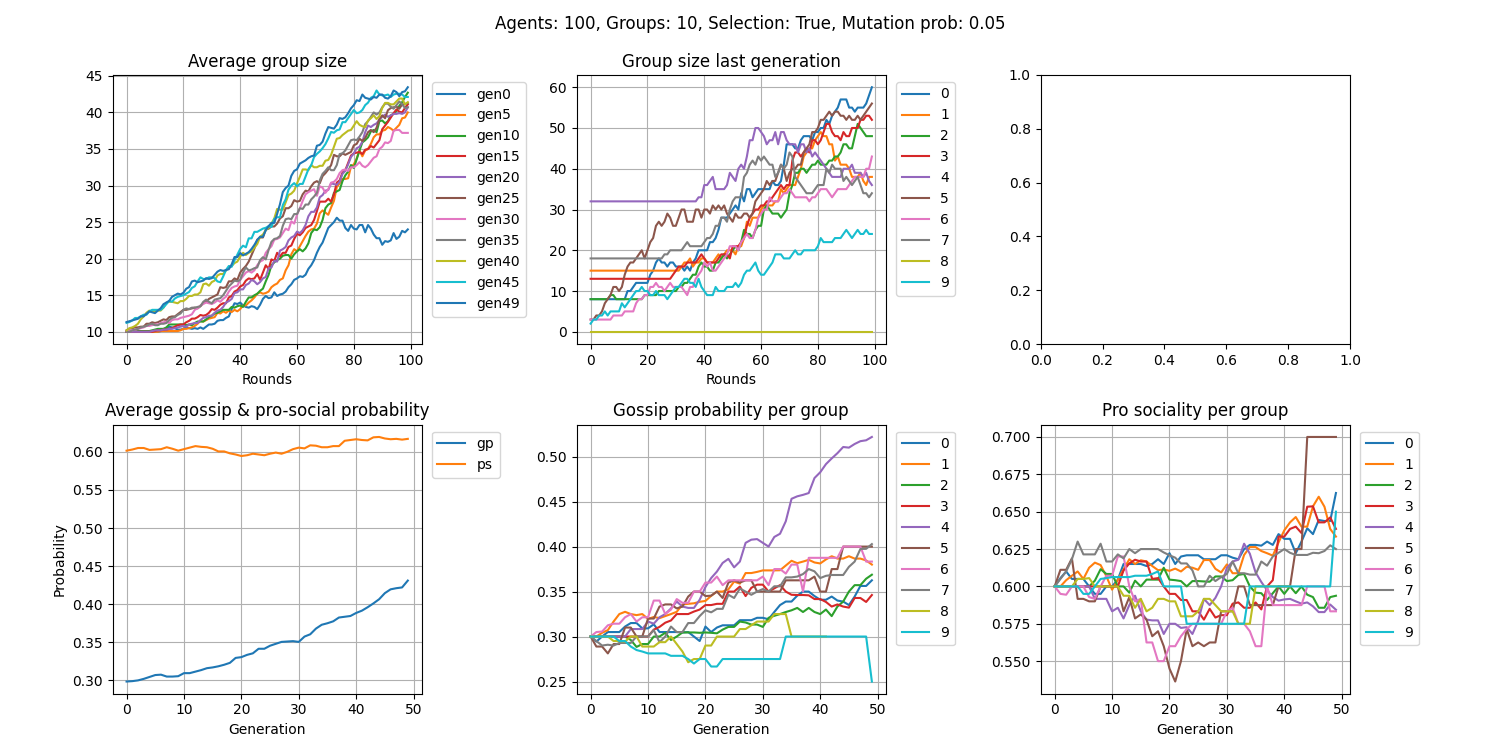 Agents: 100, Groups: 10, Selection: True, Mutation prob: 0.05
Average group size
45
40
35
30
25
20
15
10
0 20 40 60 80 100
Rounds
gen0
gen5
gen10
gen15
gen20
gen25
gen30
gen35
gen40
gen45
gen49
Group size last generation
60
50
40
30
20
10
0
0 20 40 60 80 100
Rounds
0
1
2
3
4
5
6
7
8
9
1.0
0.8
0.6
0.4
0.2
0.0
0.0 0.2 0.4 0.6 0.8 1.0
Average gossip & pro-social probability
Probability
0.60
0.55
0.50
0.45
0.40
0.35
0.30
0 10 20 30 40 50
Generation
gp
ps
Gossip probability per group
0.50
0.45
0.40
0.35
0.30
0.25
0 10 20 30 40 50
Generation
0
1
2
3
4
5
6
7
8
9
Pro sociality per group
0.700
0.675
0.650
0.625
0.600
0.575
0.550
0 10 20 30 40 50
Generation
0
1
2
3
4
5
6
7
8
9